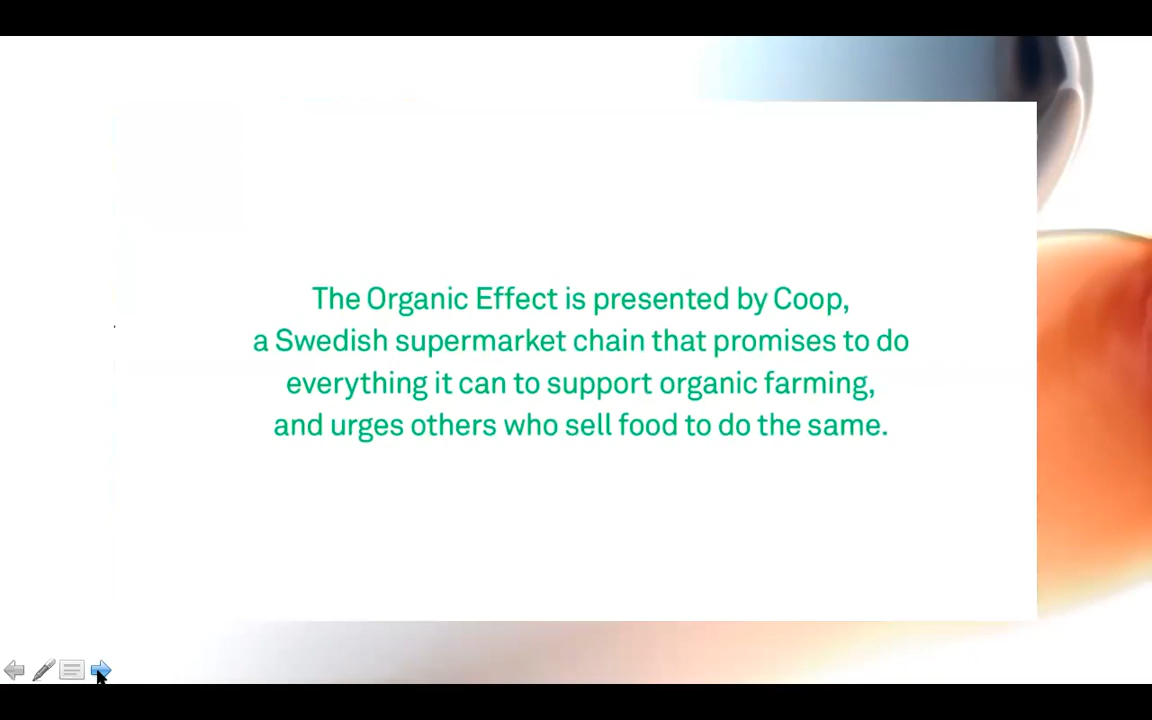 The Organic Effect is presented by Coop,
a Swedish supermarket chain that promises to do
everything it can to support organic farming,
and urges others who sell food to do the same.